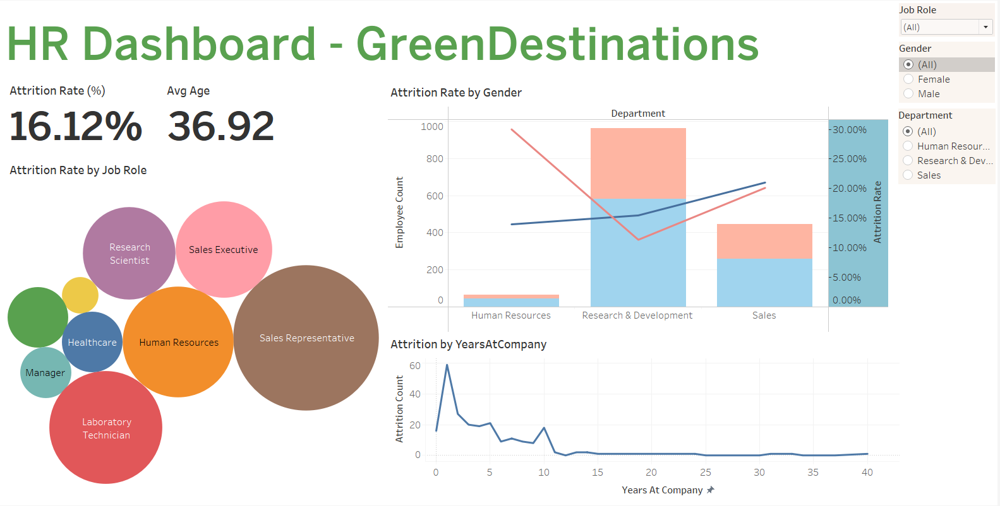 HR Dashboard - GreenDestinations
Attrition Rate (%)
16.12%
Avg Age
36.92
Attrition Rate by Job Role
Research
Scientist
Sales Executive
Sales Representative
Human Resources
Healthcare
Manager
Laboratory
Technician
Attrition Rate by Gender
Department
Employee Count
1000
800
600
400
200
0
30.00%
25.00%
20.00%
15.00%
10.00%
5.00%
0.00%
Attrition Rate
Human Resources
Research & Development
Sales
Attrition by YearsAtCompany
Attrition Count
60
40
20
0
0
5
10
15
20
25
30
35
40
Years At Company
Job Role
(All)
Gender
(All)
Female
Male
Department
(All)
Human Resour...
Research & Dev...
Sales